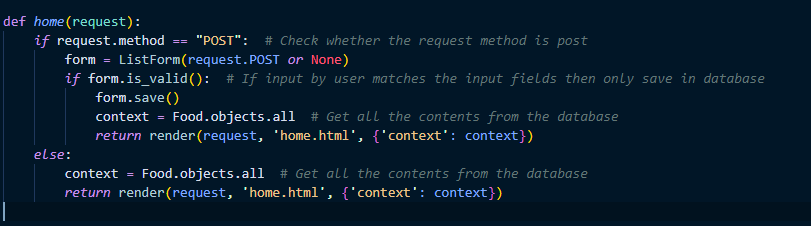 def home(request):
    if request.method == "POST":  # Check whether the request method is post
        form = ListForm(request.POST or None)
        if form.is_valid():  # If input by user matches the input fields then only save in database
            form.save()
            context = Food.objects.all  # Get all the contents from the database
            return render(request, 'home.html', {'context': context})
    else:
        context = Food.objects.all  # Get all the contents from the database
        return render(request, 'home.html', {'context': context})